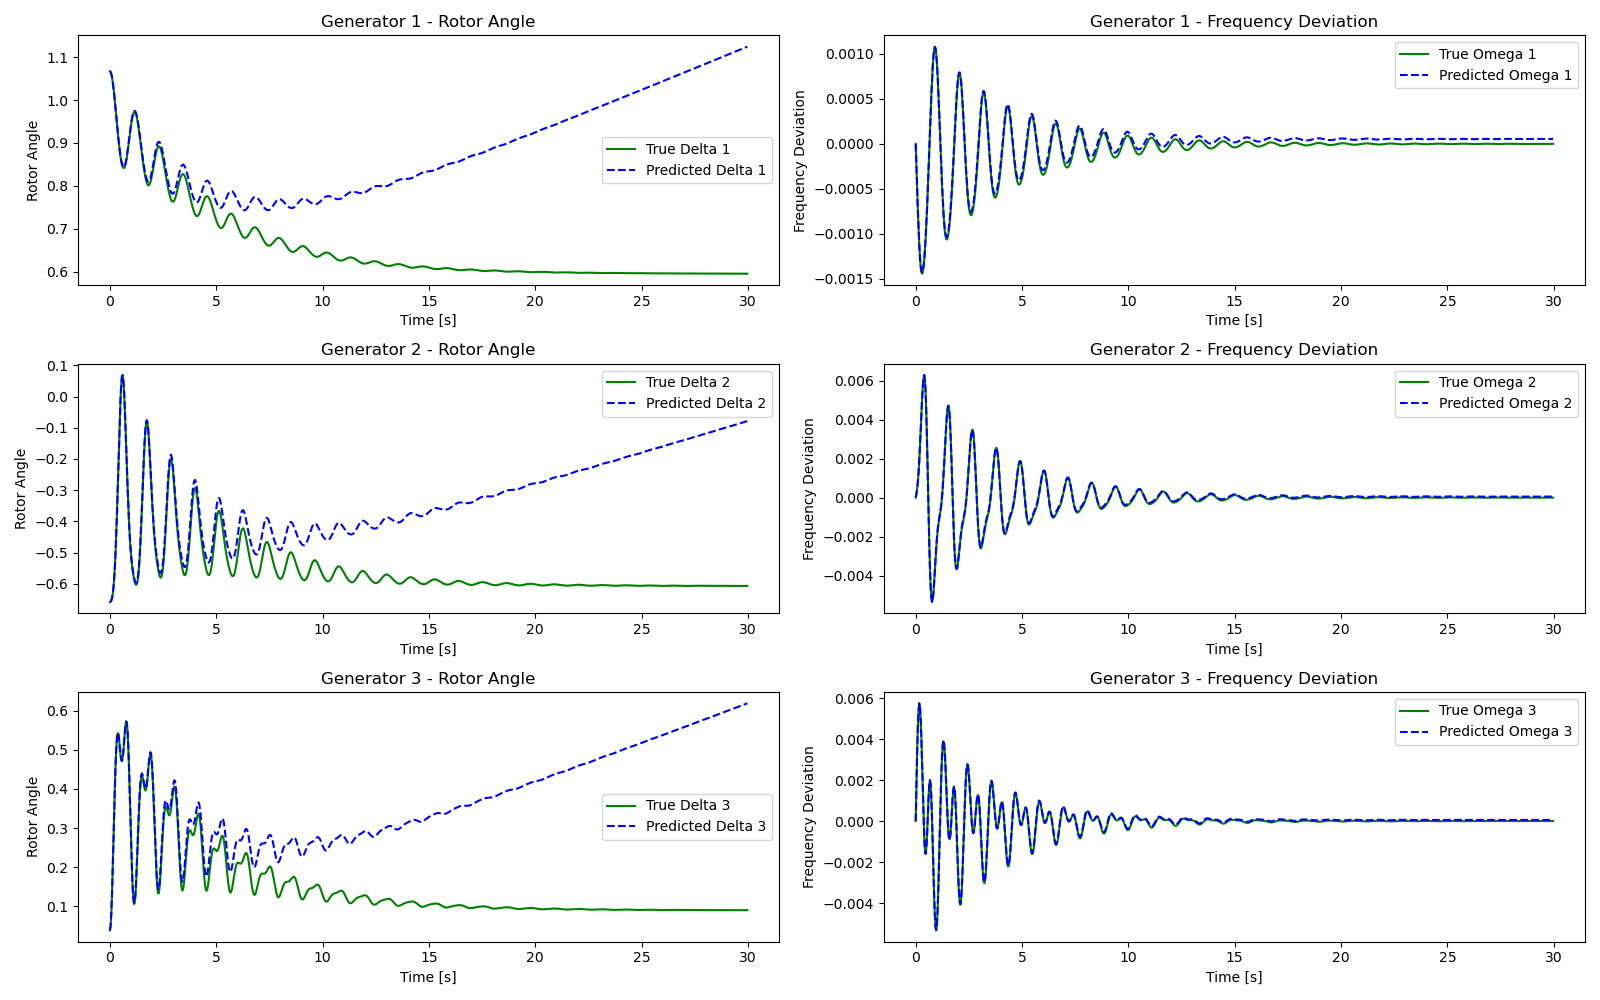 Generator 1 - Rotor Angle
Rotor Angle
1.1
1.0
0.9
0.8
0.7
0.6
True Delta 1
Predicted Delta 1
0 5 10 15 20 25 30
Time [s]
Generator 1 - Frequency Deviation
Frequency Deviation
0.0010
0.0005
0.0000
−0.0005
−0.0010
−0.0015
True Omega 1
Predicted Omega 1
0 5 10 15 20 25 30
Time [s]
Generator 2 - Rotor Angle
Rotor Angle
0.1
0.0
−0.1
−0.2
−0.3
−0.4
−0.5
−0.6
True Delta 2
Predicted Delta 2
0 5 10 15 20 25 30
Time [s]
Generator 2 - Frequency Deviation
Frequency Deviation
0.006
0.004
0.002
0.000
−0.002
−0.004
True Omega 2
Predicted Omega 2
0 5 10 15 20 25 30
Time [s]
Generator 3 - Rotor Angle
Rotor Angle
0.6
0.5
0.4
0.3
0.2
0.1
True Delta 3
Predicted Delta 3
0 5 10 15 20 25 30
Time [s]
Generator 3 - Frequency Deviation
Frequency Deviation
0.006
0.004
0.002
0.000
−0.002
−0.004
True Omega 3
Predicted Omega 3
0 5 10 15 20 25 30
Time [s]